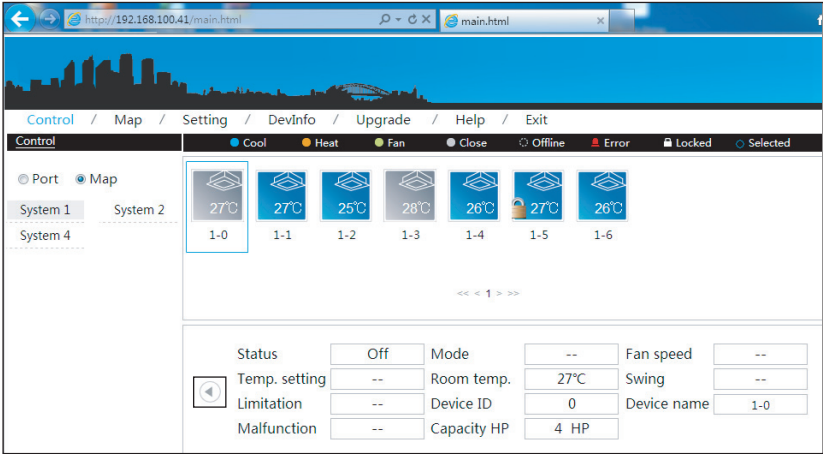 http://192.168.100.41/main.html
main.html
Control / Map / Setting / DevInfo / Upgrade / Help / Exit
Control
Cool Heat Fan Close Offline Error Locked Selected
Port Map
System 1 System 2
System 4
27℃ 27℃ 25℃ 28℃ 26℃ 27℃ 26℃
1-0 1-1 1-2 1-3 1-4 1-5 1-6
<< < 1 > >>
Status Off Mode -- Fan speed --
Temp. setting -- Room temp. 27℃ Swing --
Limitation -- Device ID 0 Device name 1-0
Malfunction -- Capacity HP 4 HP